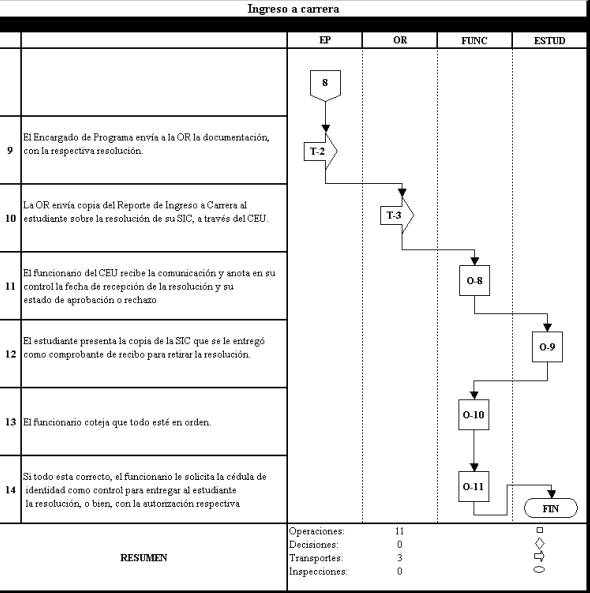 Ingreso a carrera
EP OR FUNC ESTUD
8
9 El Encargado de Programa envía a la OR la documentación,
con la respectiva resolución.
T-2
10 La OR envía copia del Reporte de Ingreso a Carrera al
estudiante sobre la resolución de su SIC, a través del CEU.
T-3
11 El funcionario del CEU recibe la comunicación y anota en su
control la fecha de recepción de la resolución y su
estado de aprobación o rechazo
O-8
12 El estudiante presenta la copia de la SIC que se le entregó
como comprobante de recibo para retirar la resolución.
O-9
13 El funcionario coteja que todo esté en orden.
O-10
14 Si todo esta correcto, el funcionario le solicita la cédula de
identidad como control para entregar al estudiante
la resolución, o bien, con la autorización respectiva
O-11
FIN
RESUMEN
Operaciones: 11
Decisiones: 0
Transportes: 3
Inspecciones: 0